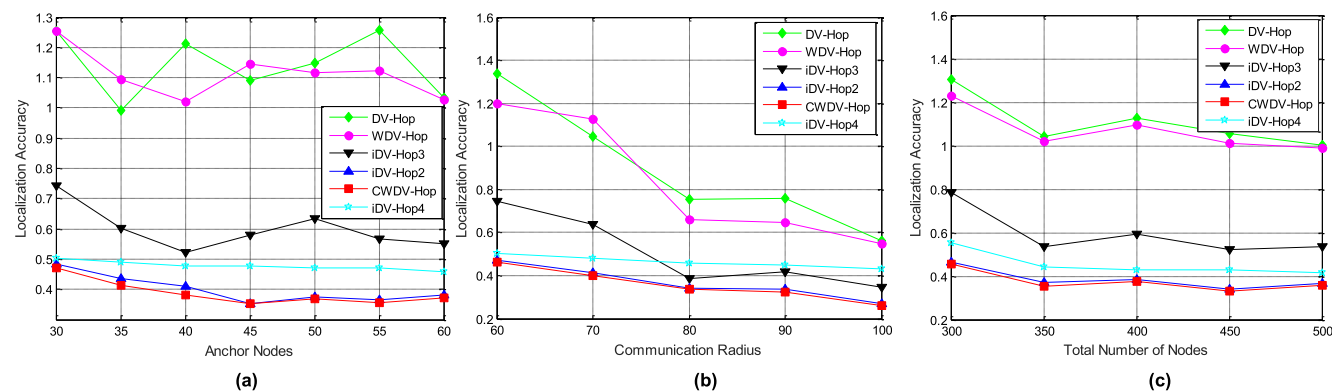 1.3
1.2
1.1
1
0.9
0.8
0.7
0.6
0.5
0.4
Localization Accuracy
DV-Hop
WDV-Hop
iDV-Hop3
iDV-Hop2
CWDV-Hop
iDV-Hop4
30 35 40 45 50 55 60
Anchor Nodes
(a)
1.6
1.4
1.2
1
0.8
0.6
0.4
0.2
Localization Accuracy
DV-Hop
WDV-Hop
iDV-Hop3
iDV-Hop2
CWDV-Hop
iDV-Hop4
60 70 80 90 100
Communication Radius
(b)
1.6
1.4
1.2
1
0.8
0.6
0.4
0.2
Localization Accuracy
DV-Hop
WDV-Hop
iDV-Hop3
iDV-Hop2
CWDV-Hop
iDV-Hop4
300 350 400 450 500
Total Number of Nodes
(c)